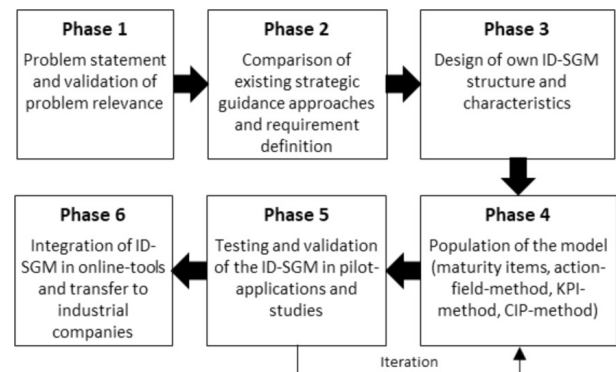 Phase 1
Problem statement
and validation of
problem relevance
Phase 2
Comparison of
existing strategic
guidance approaches
and requirement
definition
Phase 3
Design of own ID-SGM
structure and
characteristics
Phase 4
Population of the model
(maturity items, action-
field-method, KPI-
method, CIP-method)
Phase 5
Testing and validation
of the ID-SGM in pilot-
applications and
studies
Phase 6
Integration of ID-
SGM in online-tools
and transfer to
industrial
companies
Iteration